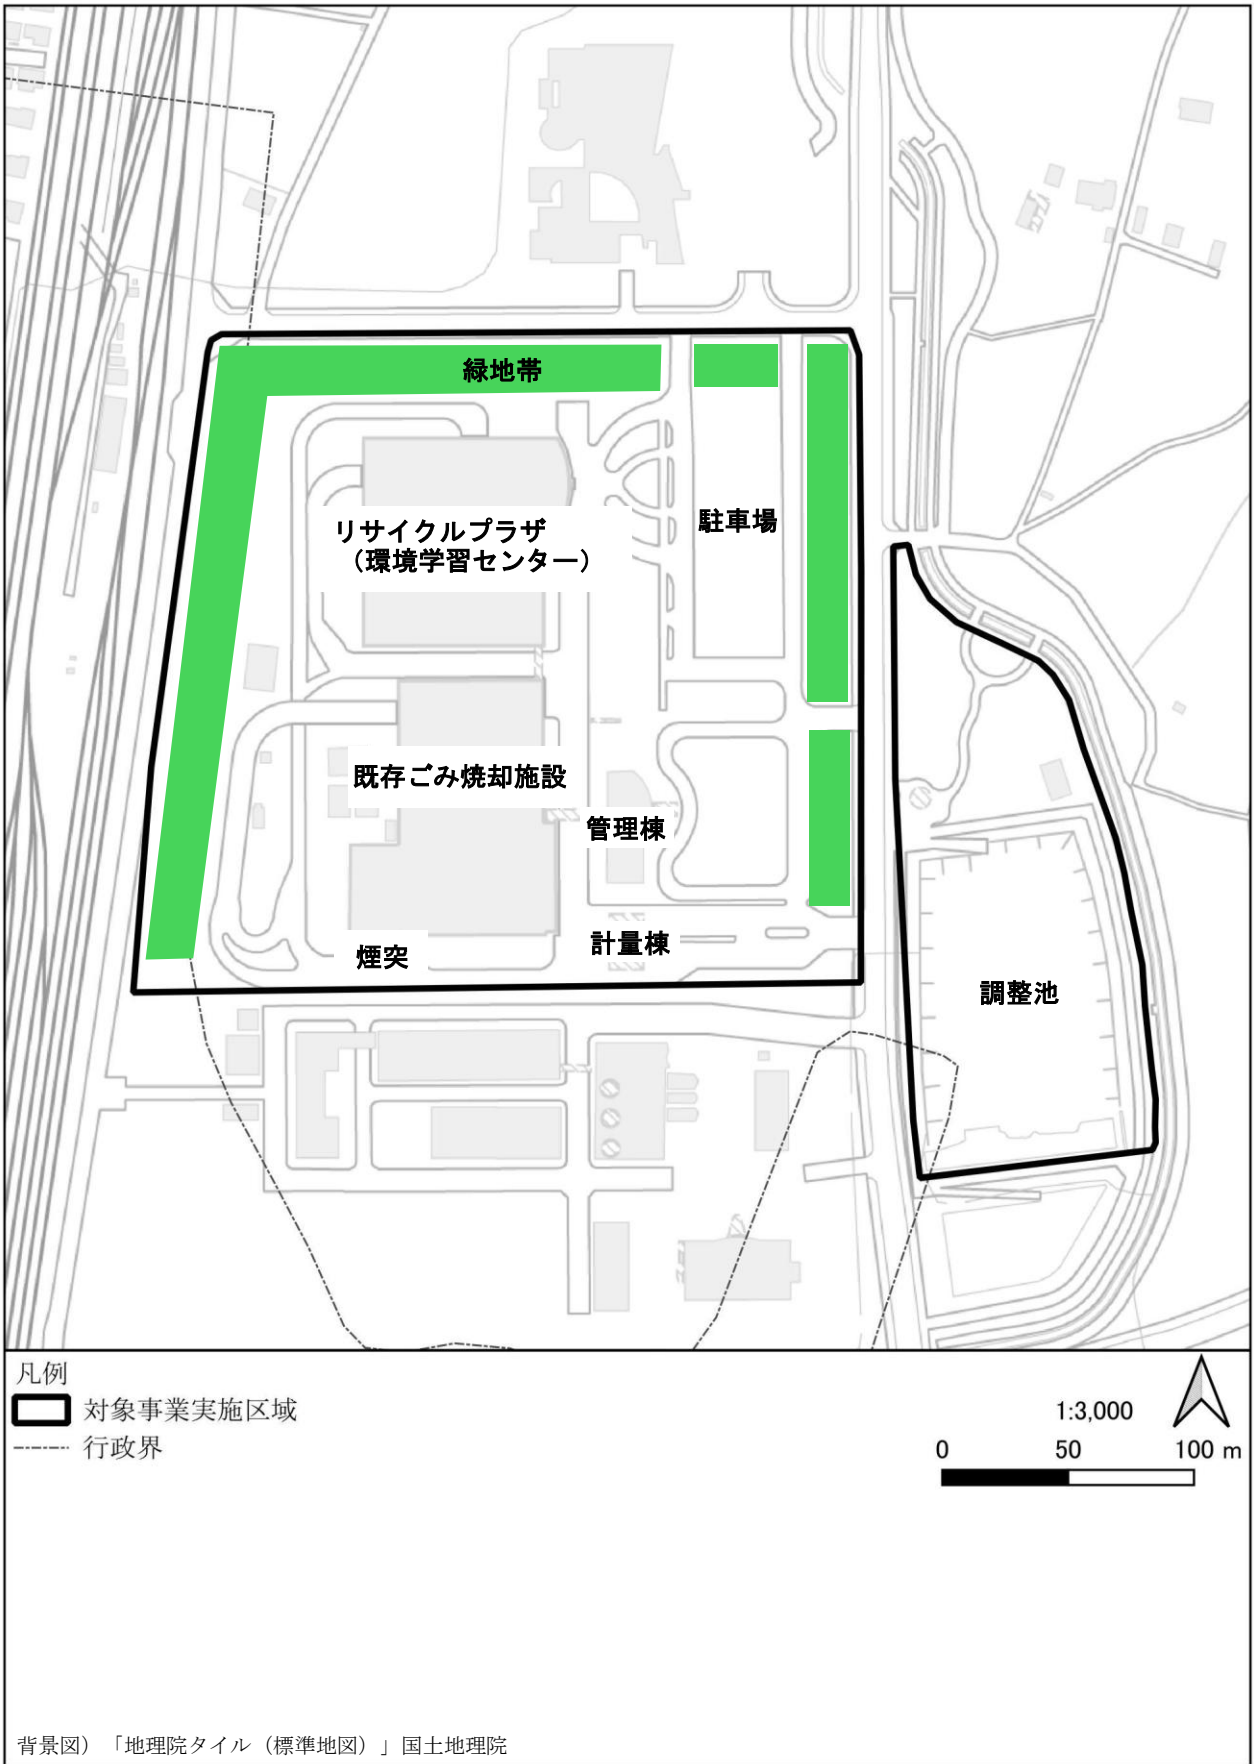 緑地帯
リサイクルプラザ
（環境学習センター）
駐車場
既存ごみ焼却施設
管理棟
計量棟
煙突
調整池
凡例
対象事業実施区域
行政界
1:3,000
0 50 100 m
背景図）「地理院タイル（標準地図）」国土地理院